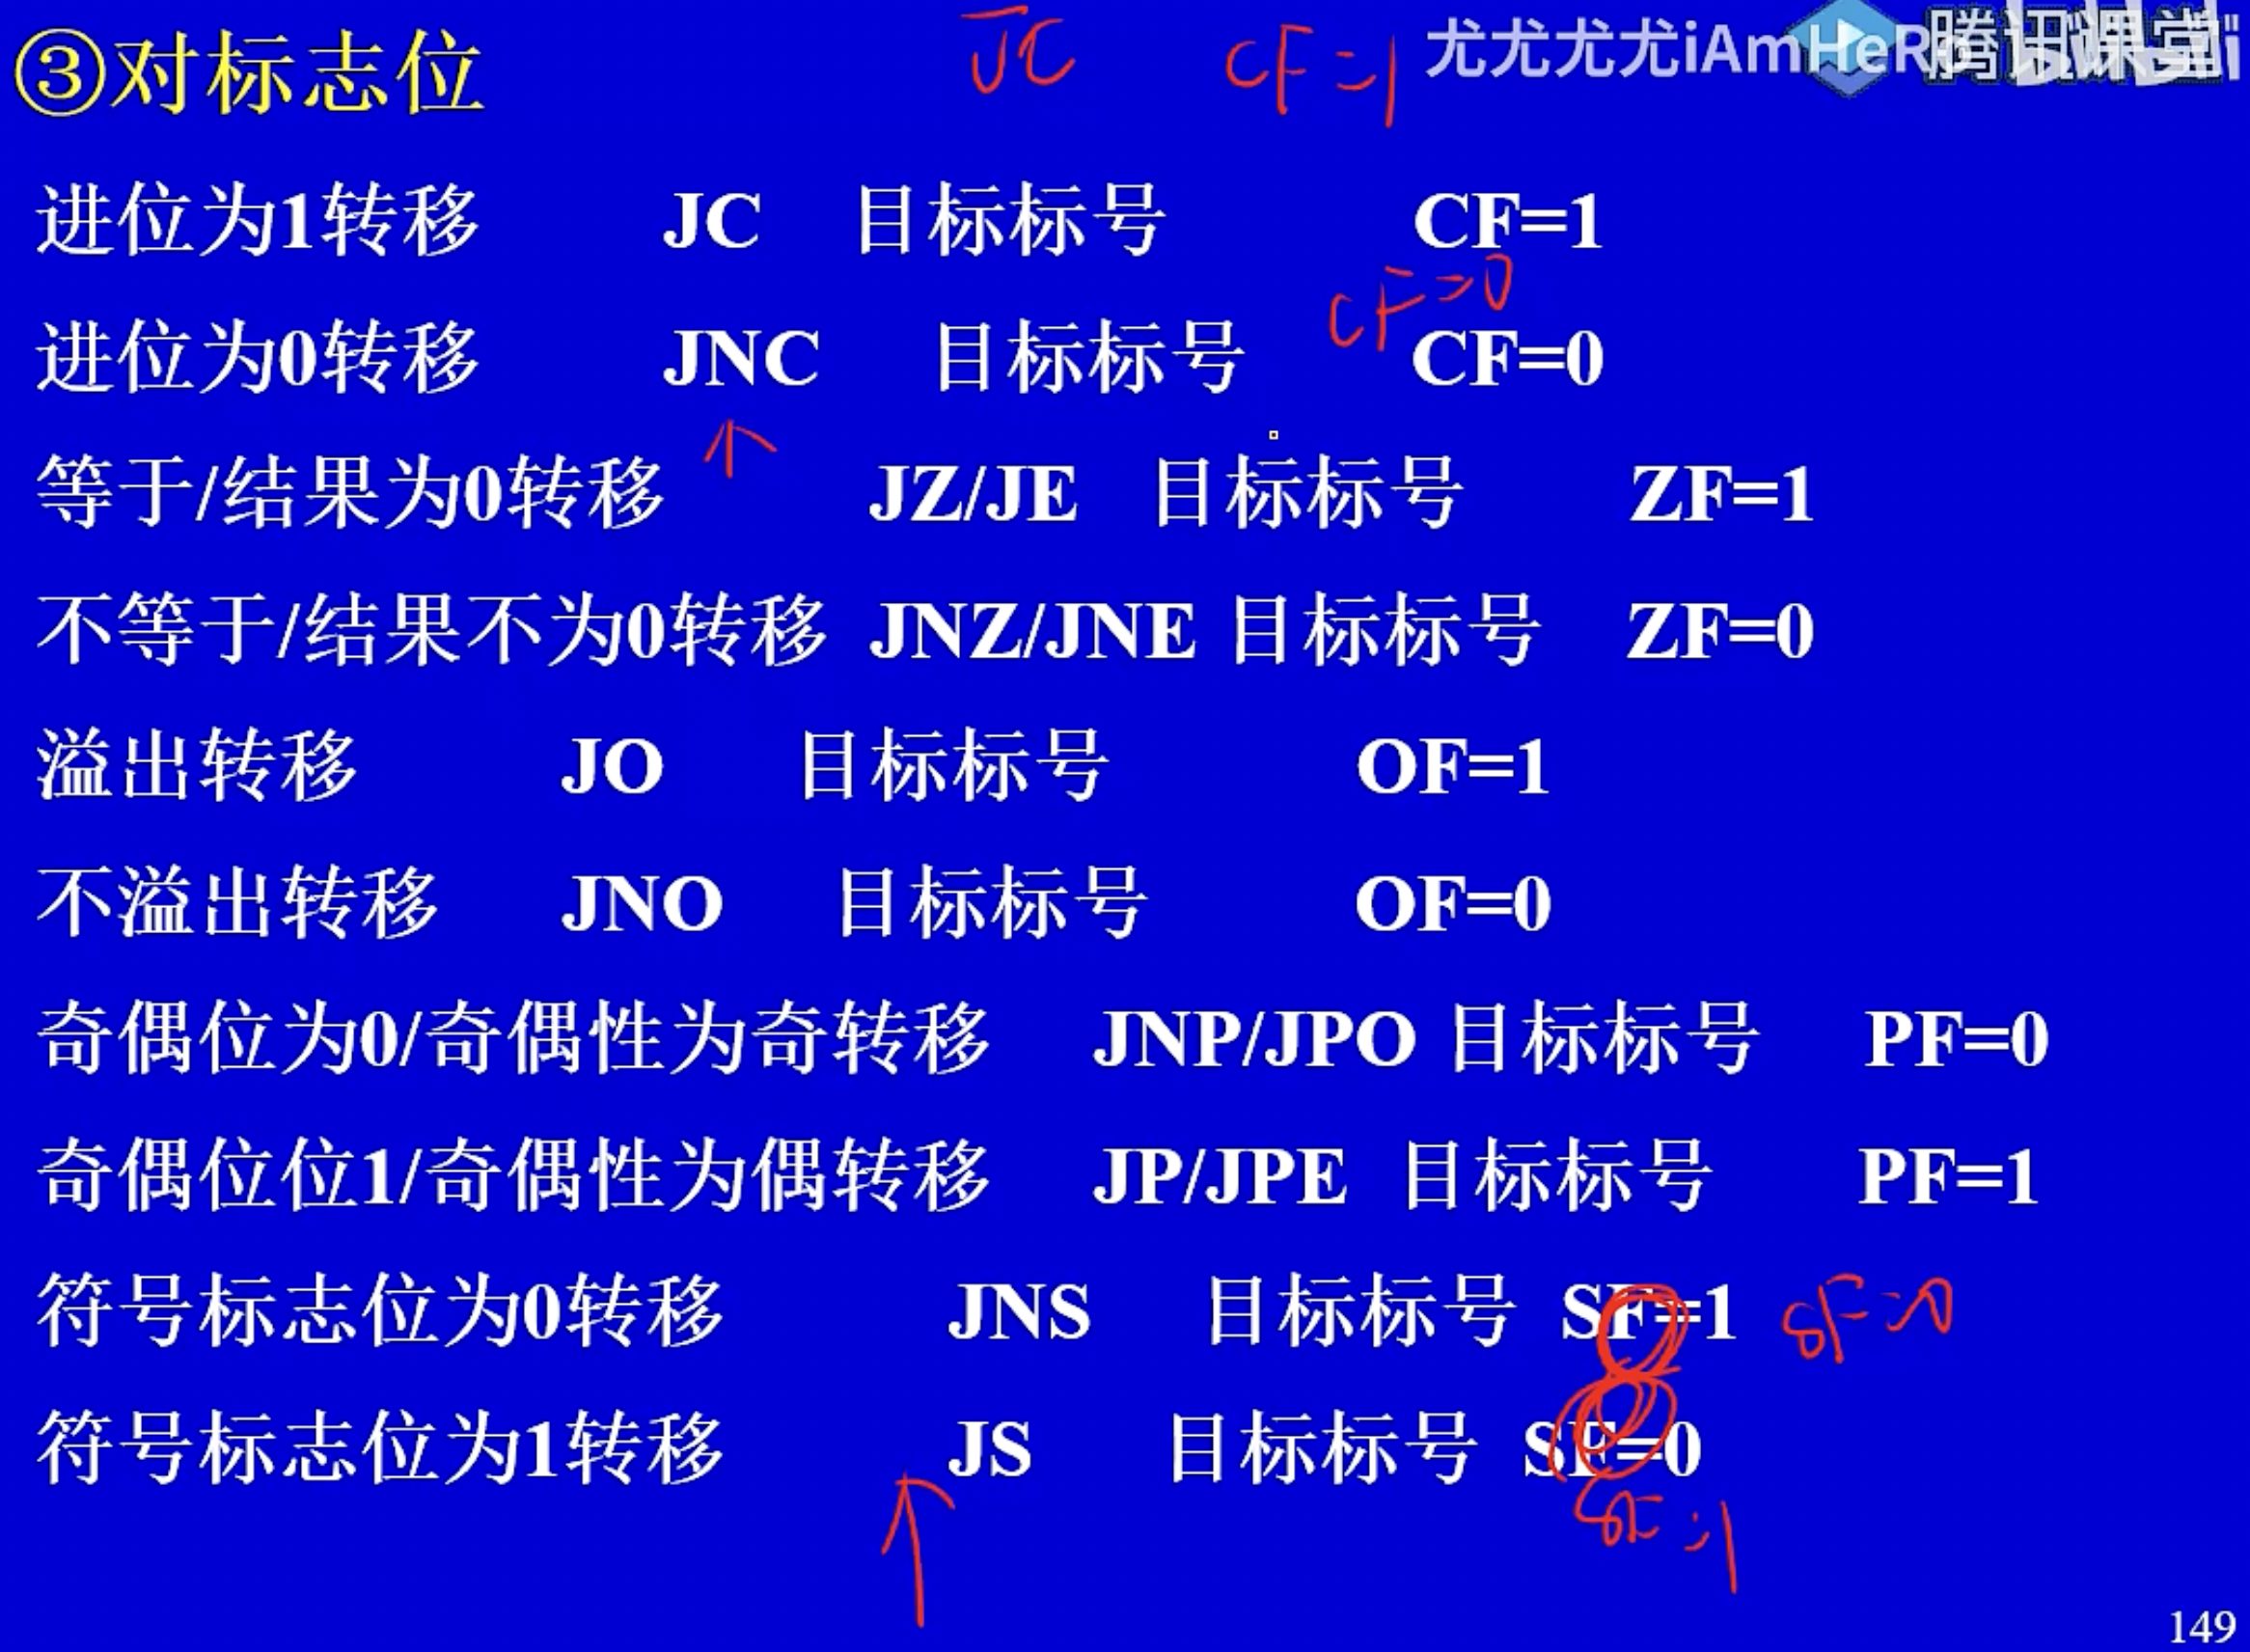 ③对标志位 JC CF=1 尤尤尤尤iAmHeRo 腾讯课堂
进位为1转移 JC 目标标号 CF=1
CF=0
进位为0转移 JNC 目标标号 CF=0
等于/结果为0转移 JZ/JE 目标标号 ZF=1
不等于/结果不为0转移 JNZ/JNE 目标标号 ZF=0
溢出转移 JO 目标标号 OF=1
不溢出转移 JNO 目标标号 OF=0
奇偶位为0/奇偶性为奇转移 JNP/JPO 目标标号 PF=0
奇偶位位1/奇偶性为偶转移 JP/JPE 目标标号 PF=1
符号标志位为0转移 JNS 目标标号 SF=1 SF=0
符号标志位为1转移 JS 目标标号 SF=0
SF=1
149